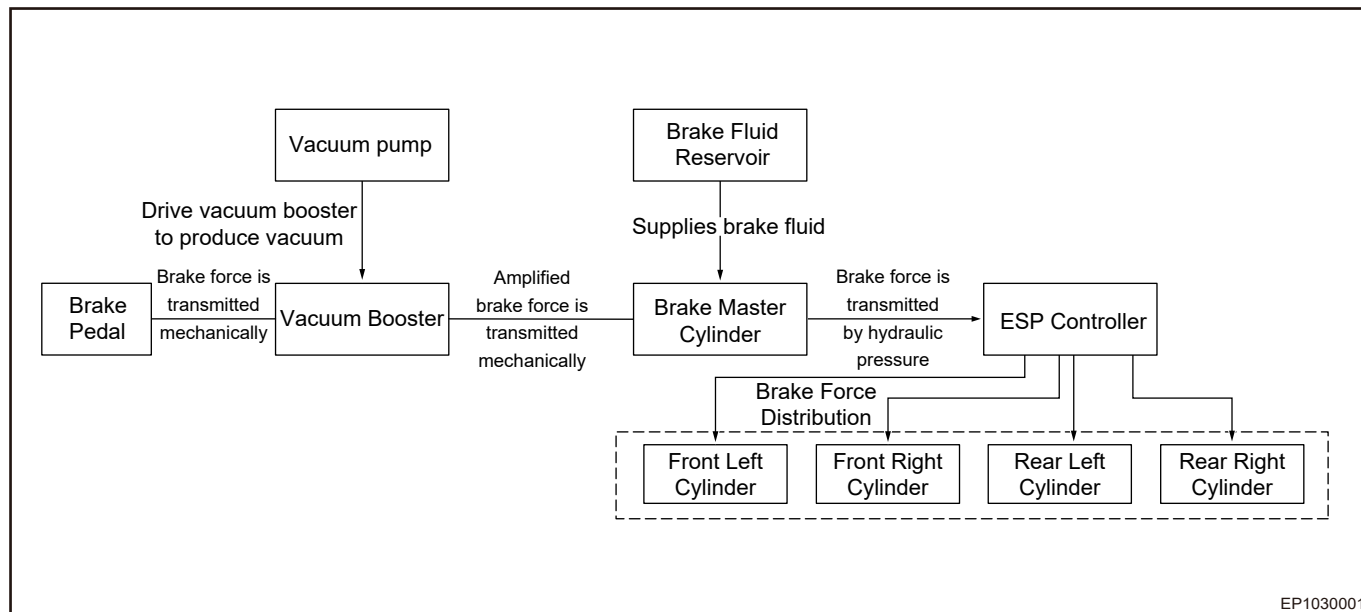 Vacuum pump
Brake Fluid
Reservoir
Drive vacuum booster
to produce vacuum
Supplies brake fluid
Brake
Pedal
Brake force is
transmitted
mechanically
Vacuum Booster
Amplified
brake force is
transmitted
mechanically
Brake Master
Cylinder
Brake force is
transmitted
by hydraulic
pressure
ESP Controller
Brake Force
Distribution
Front Left
Cylinder
Front Right
Cylinder
Rear Left
Cylinder
Rear Right
Cylinder
EP1030001